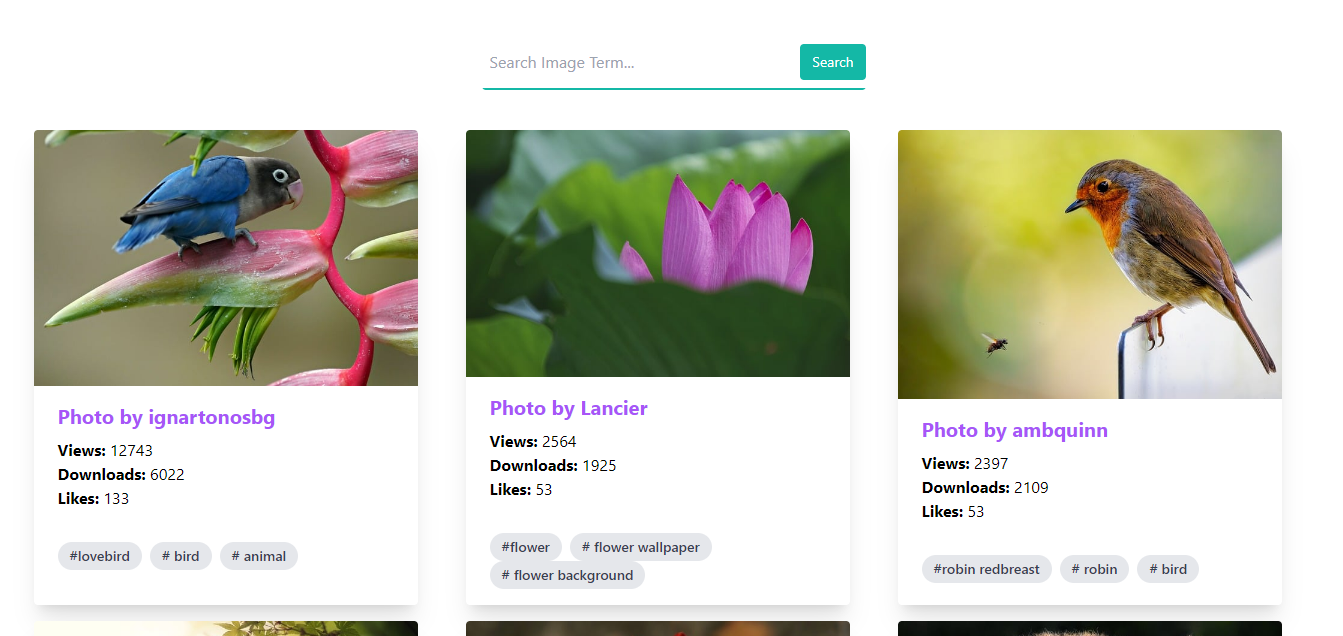 Search Image Term...
Search
Photo by ignartonosbg
Views: 12743
Downloads: 6022
Likes: 133
#lovebird # bird # animal
Photo by Lancier
Views: 2564
Downloads: 1925
Likes: 53
#flower # flower wallpaper
# flower background
Photo by ambquinn
Views: 2397
Downloads: 2109
Likes: 53
#robin redbreast # robin # bird